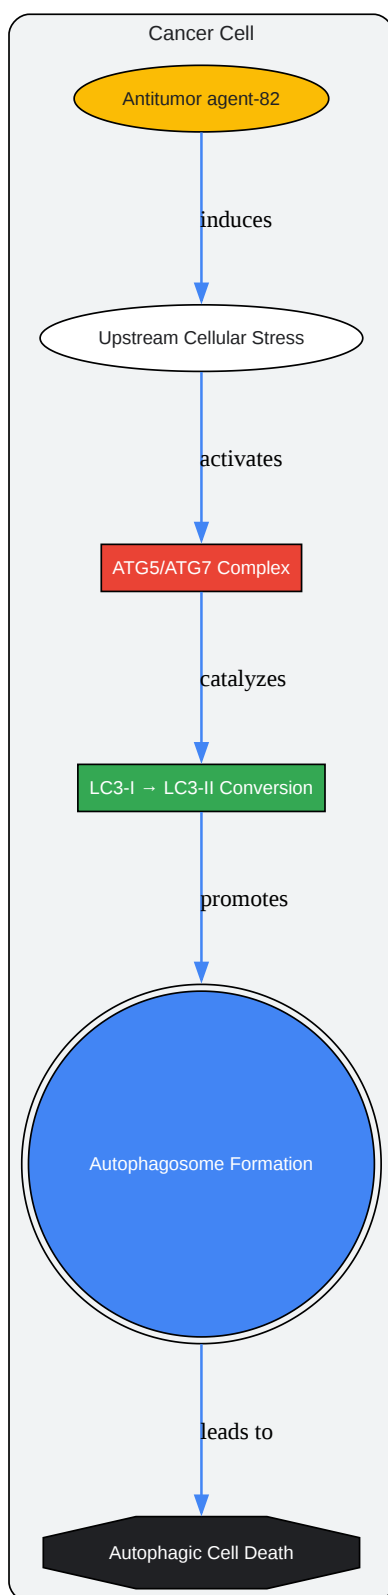 Cancer Cell
Antitumor agent-82
induces
Upstream Cellular Stress
activates
ATG5/ATG7 Complex
catalyzes
LC3-I → LC3-II Conversion
promotes
Autophagosome Formation
leads to
Autophagic Cell Death